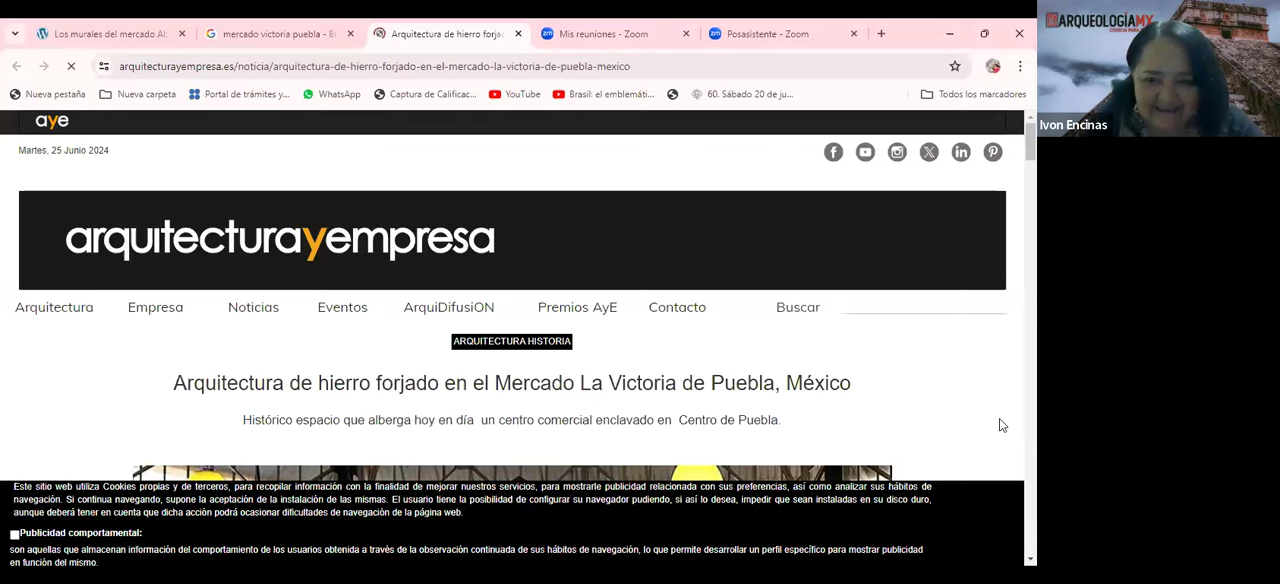 Los murales del mercado Al
mercado victoria puebla - B
Arquitectura de hierro forja
Mis reuniones - Zoom
Posasistente - Zoom
arquitecturayempresa.es/noticia/arquitectura-de-hierro-forjado-en-el-mercado-la-victoria-de-puebla-mexico
Nueva pestaña
Nueva carpeta
Portal de trámites y...
WhatsApp
Captura de Calificac...
YouTube
Brasil: el emblemáti...
60. Sábado 20 de ju...
Todos los marcadores
ARQUEOLOGÍAMX
Ivon Encinas
aye
Martes, 25 Junio 2024
arquitecturayempresa
Arquitectura Empresa Noticias Eventos ArquiDifusiON Premios AyE Contacto Buscar
ARQUITECTURA HISTORIA
Arquitectura de hierro forjado en el Mercado La Victoria de Puebla, México
Histórico espacio que alberga hoy en día un centro comercial enclavado en Centro de Puebla.
Este sitio web utiliza Cookies propias y de terceros, para recopilar información con la finalidad de mejorar nuestros servicios, para mostrarle publicidad relacionada con sus preferencias, así como analizar sus hábitos de
navegación. Si continua navegando, supone la aceptación de la instalación de las mismas. El usuario tiene la posibilidad de configurar su navegador pudiendo, si así lo desea, impedir que sean instaladas en su disco duro,
aunque deberá tener en cuenta que dicha acción podrá ocasionar dificultades de navegación de la página web.
Publicidad comportamental:
son aquellas que almacenan información del comportamiento de los usuarios obtenida a través de la observación continuada de sus hábitos de navegación, lo que permite desarrollar un perfil específico para mostrar publicidad
en función del mismo.